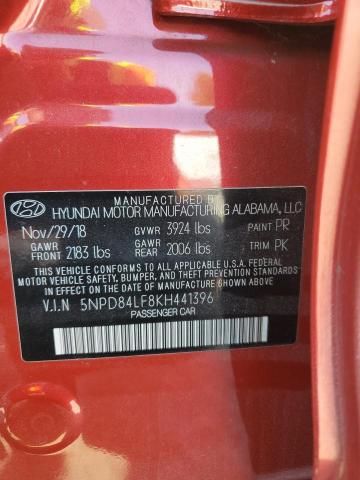 MANUFACTURED BY
HYUNDAI MOTOR MANUFACTURING ALABAMA, LLC
Nov/29/18 GVWR 3924 lbs PAINT PR
GAWR FRONT 2183 lbs GAWR REAR 2006 lbs TRIM PK
THIS VEHICLE CONFORMS TO ALL APPLICABLE U.S.A. FEDERAL
MOTOR VEHICLE SAFETY, BUMPER, AND THEFT PREVENTION
STANDARDS IN EFFECT ON THE DATE OF MANUFACTURE SHOWN ABOVE.
V.I.N 5NPD84LF8KH441396
PASSENGER CAR